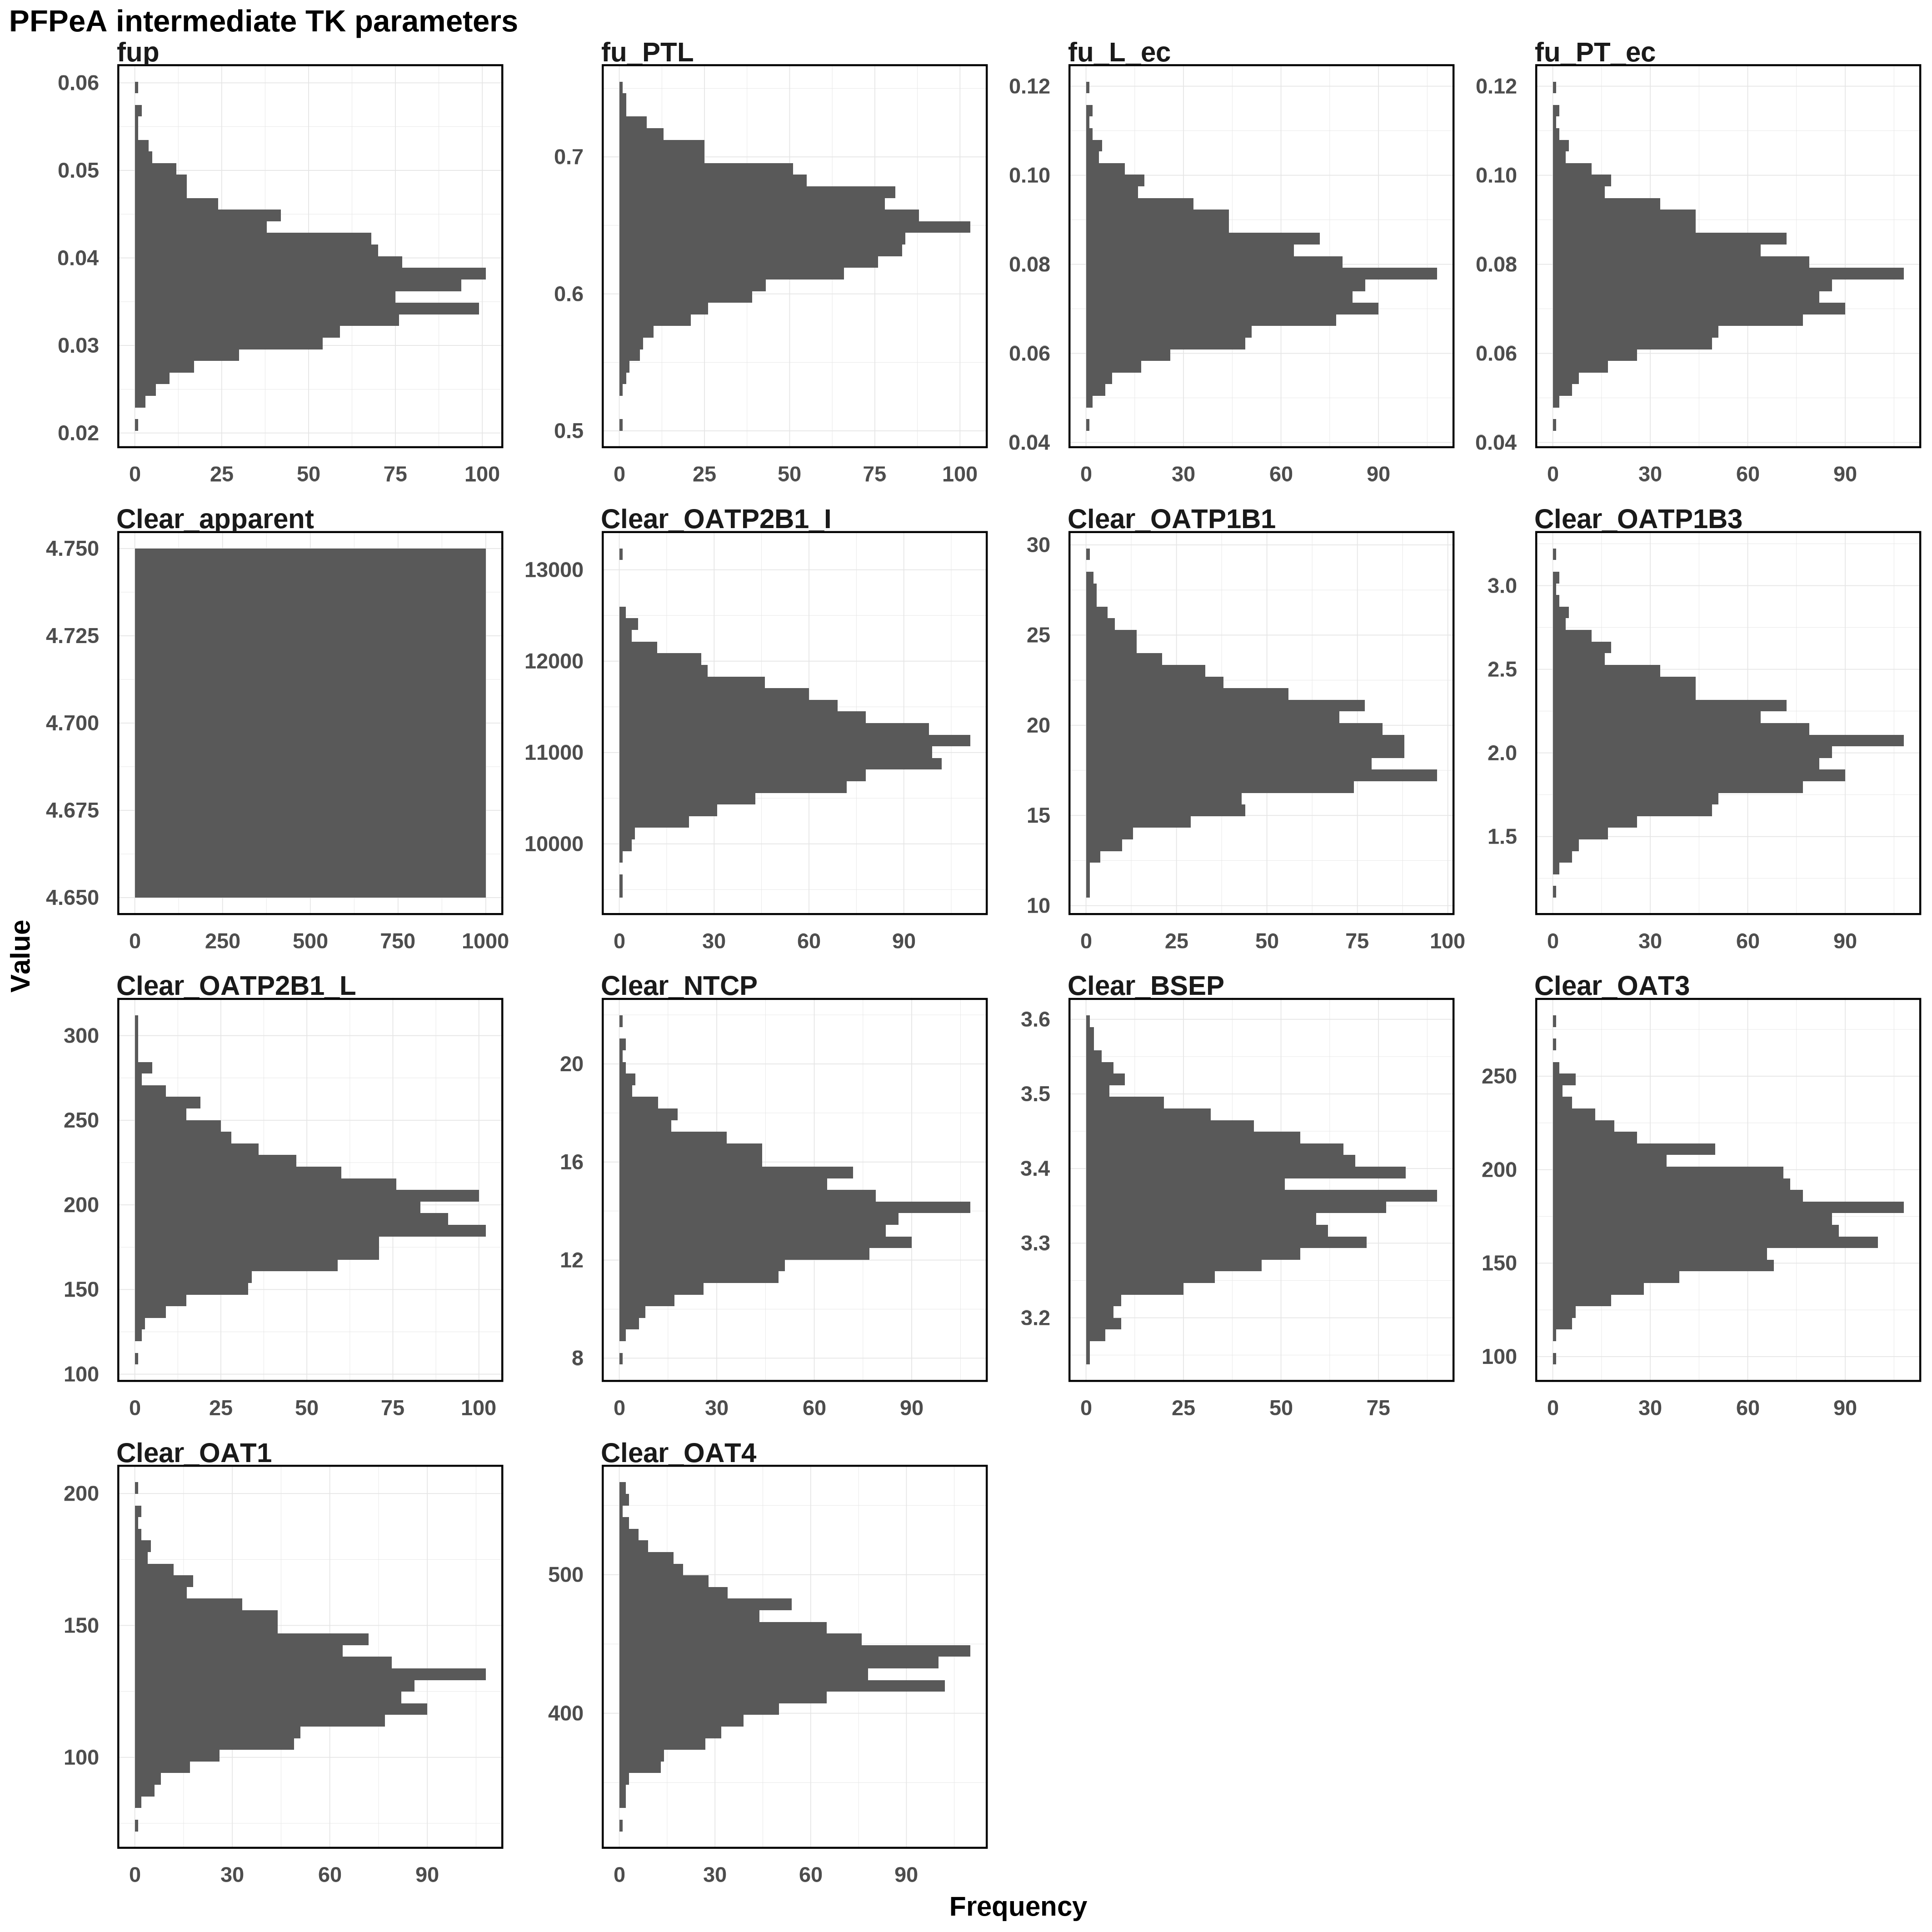 PFPeA intermediate TK parameters
fup
fu_PTL
fu_L_ec
fu_PT_ec
0.06
0.05
0.04
0.03
0.02
0 25 50 75 100
0.7
0.6
0.5
0 25 50 75 100
0.12
0.10
0.08
0.06
0.04
0 30 60 90
0.12
0.10
0.08
0.06
0.04
0 30 60 90
Clear_apparent
Clear_OATP2B1_I
Clear_OATP1B1
Clear_OATP1B3
4.750
4.725
4.700
4.675
4.650
0 250 500 750 1000
13000
12000
11000
10000
0 30 60 90
30
25
20
15
10
0 25 50 75 100
3.0
2.5
2.0
1.5
0 30 60 90
Value
Clear_OATP2B1_L
Clear_NTCP
Clear_BSEP
Clear_OAT3
300
250
200
150
100
0 25 50 75 100
20
16
12
8
0 30 60 90
3.6
3.5
3.4
3.3
3.2
0 25 50 75
250
200
150
100
0 30 60 90
Clear_OAT1
Clear_OAT4
200
150
100
0 30 60 90
500
400
0 30 60 90
Frequency